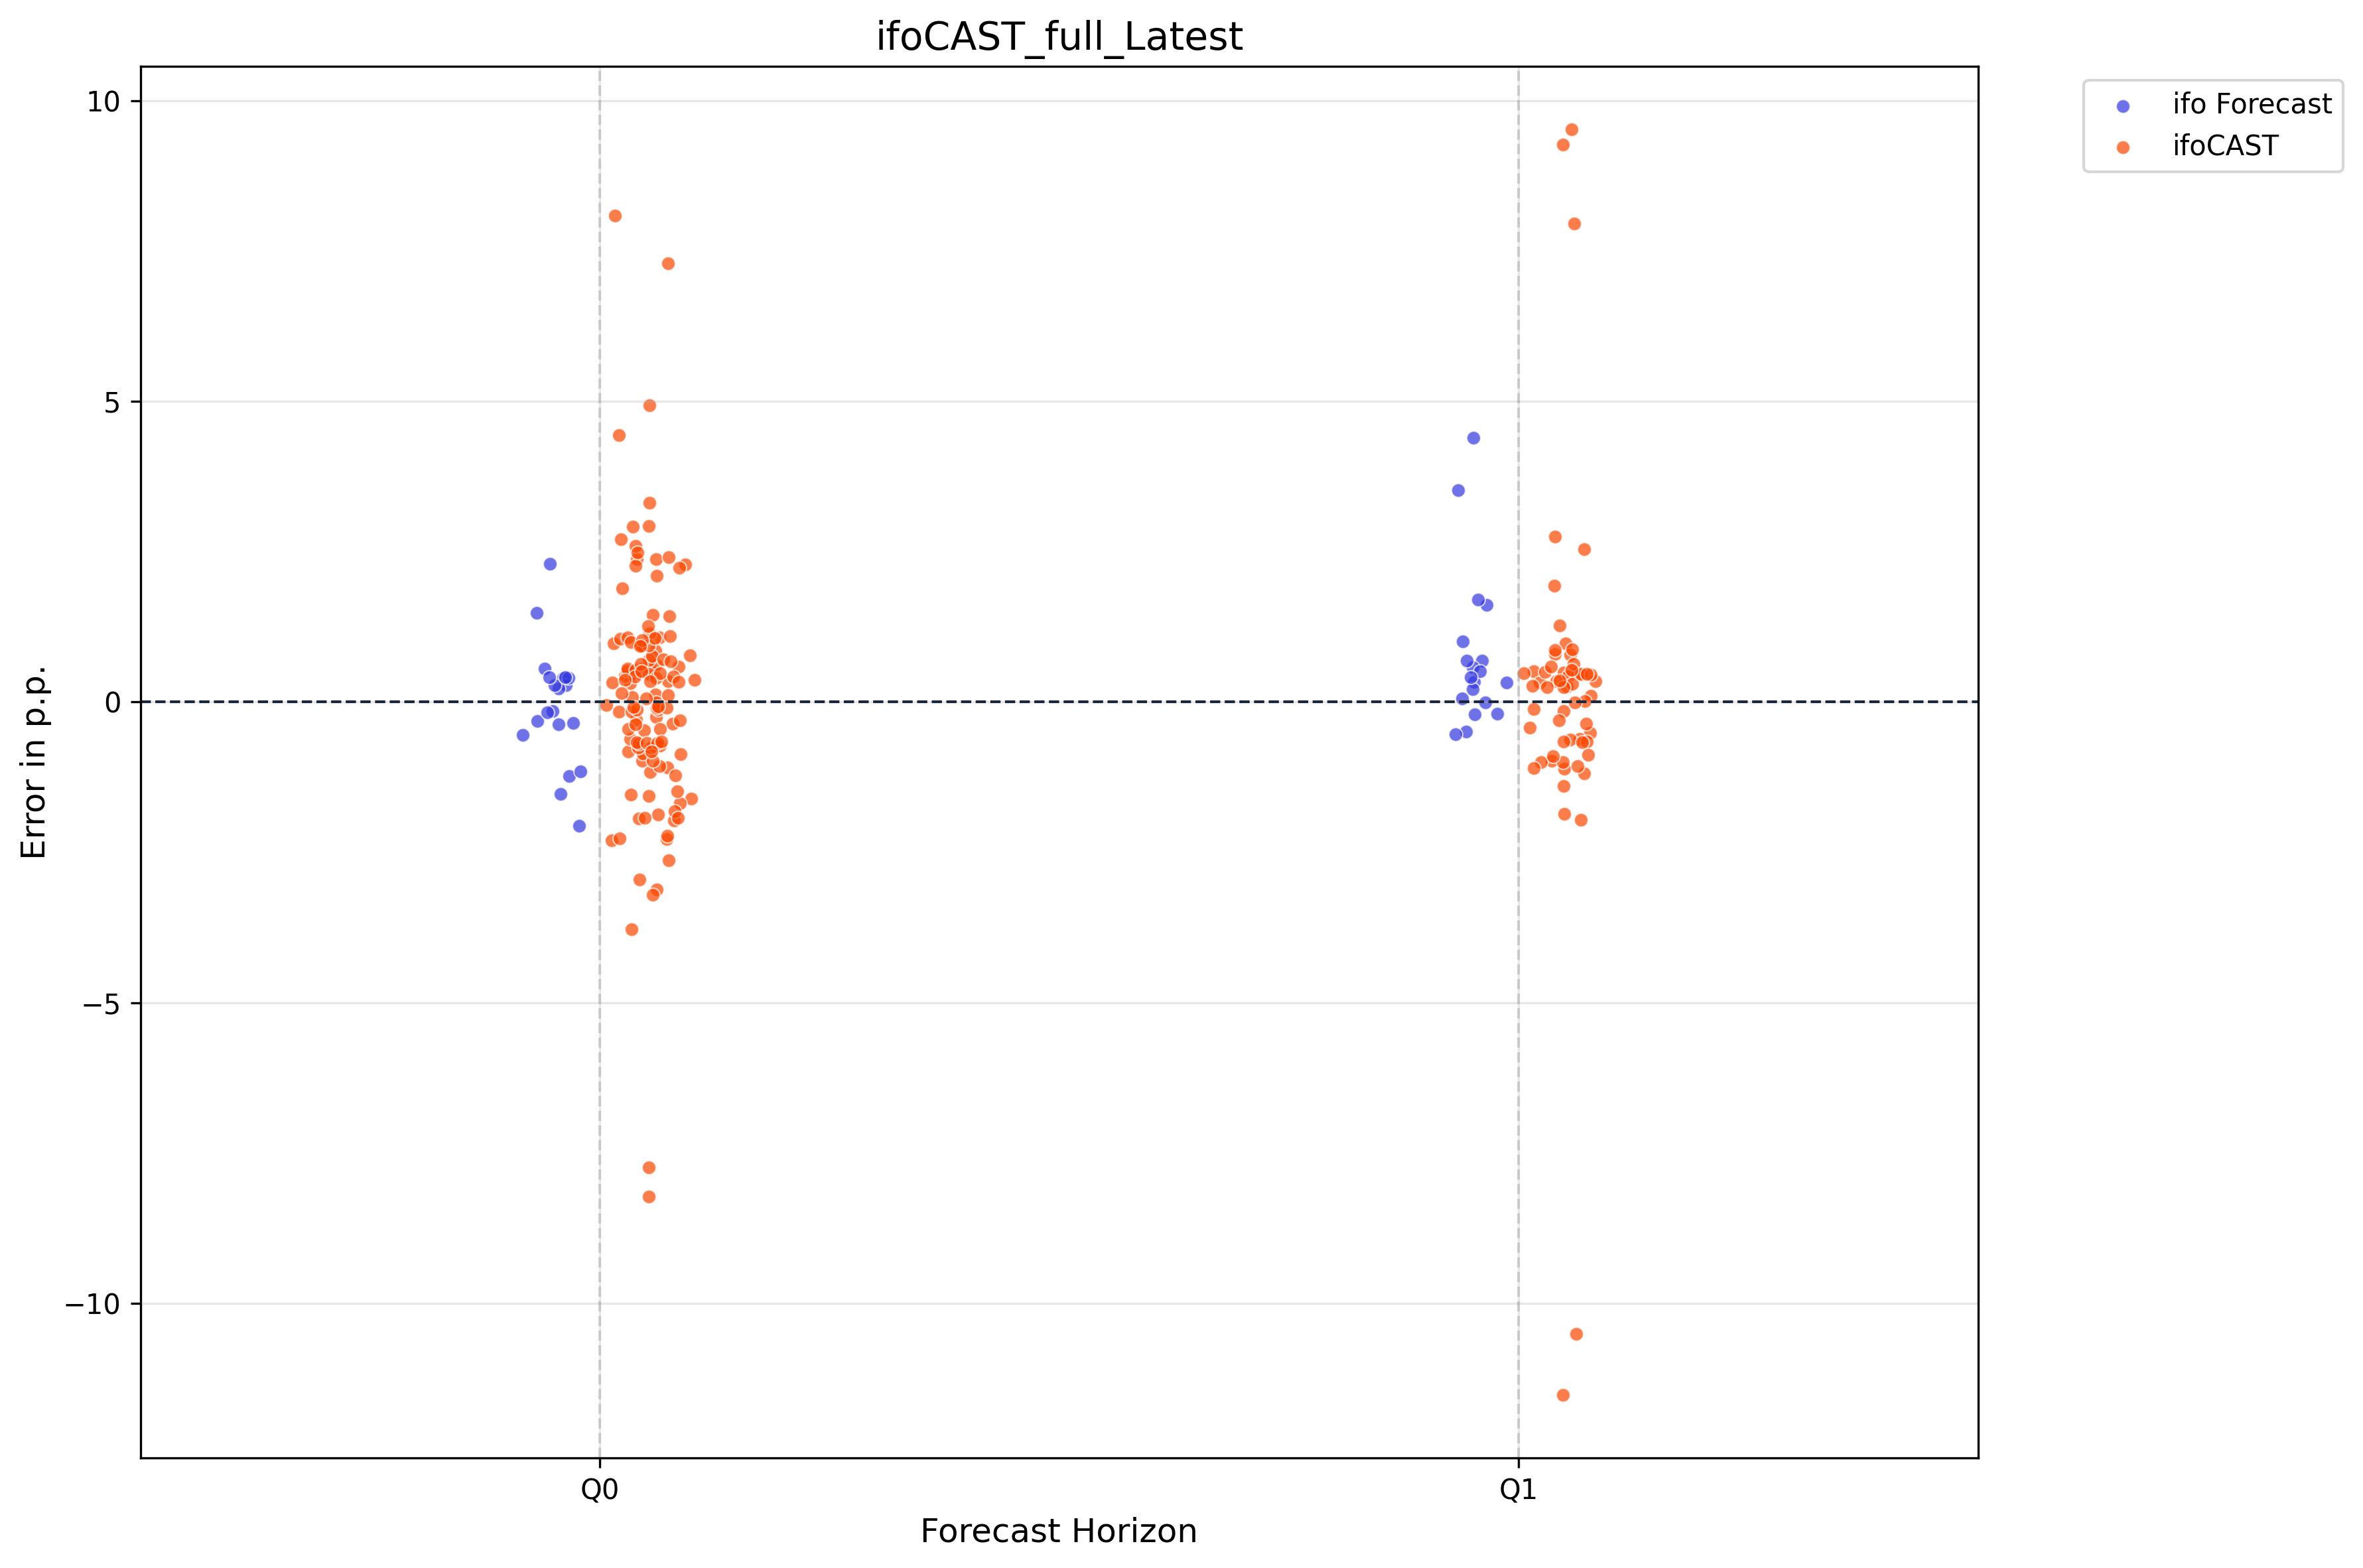 ifoCAST_full_Latest
ifo Forecast
ifoCAST
Error in p.p.
10
5
0
−5
−10
Q0
Q1
Forecast Horizon